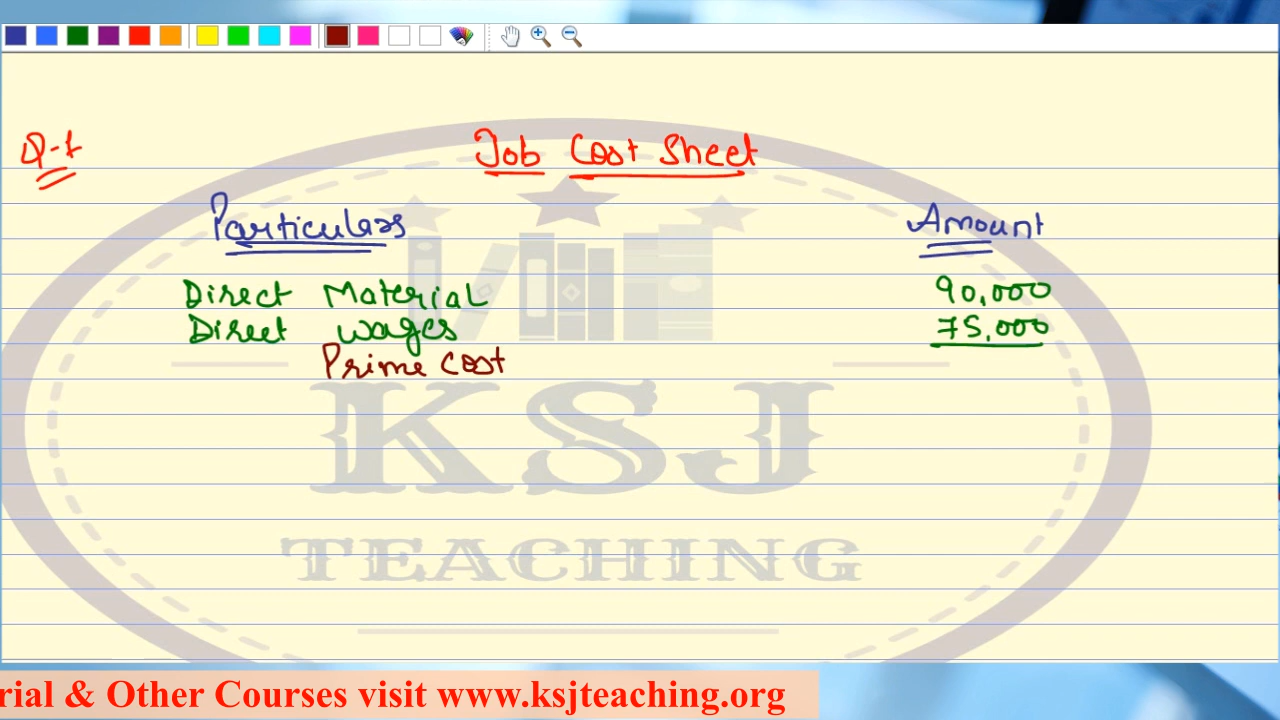 Q-1
Job Cost Sheet
Particulars Amount
Direct Material 90,000
Direct wages 75,000
Prime cost
KSJ
TEACHING
rial & Other Courses visit www.ksjteaching.org